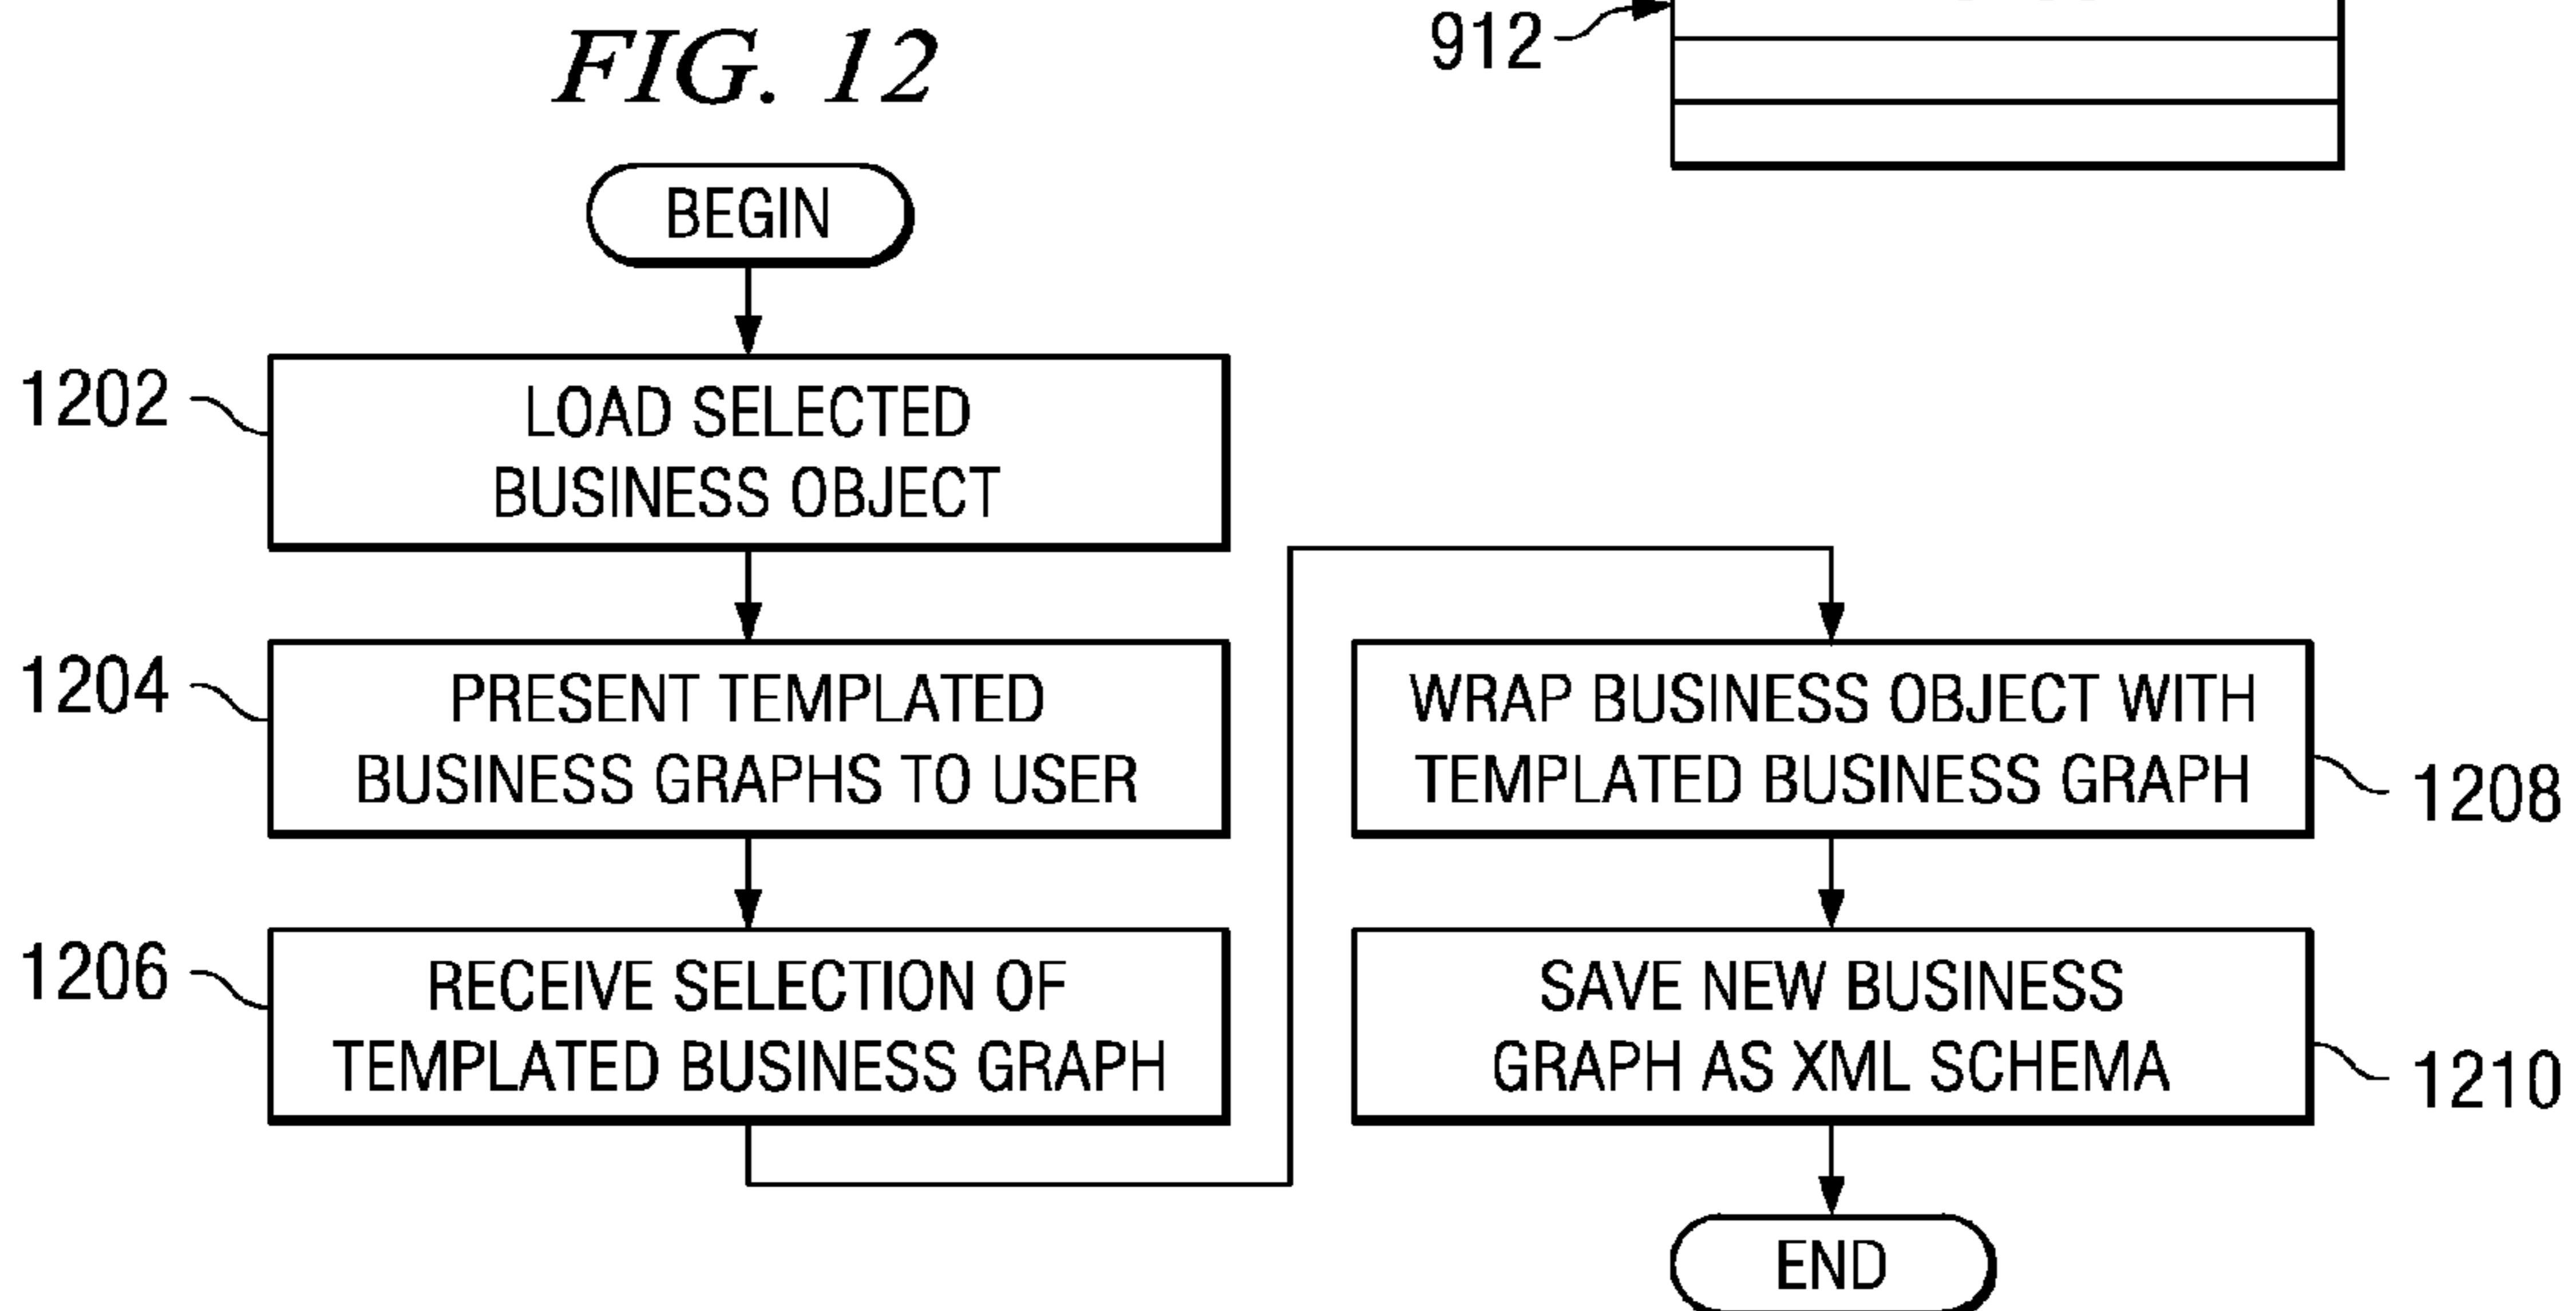 FIG. 12
912
BEGIN
1202
LOAD SELECTED
BUSINESS OBJECT
1204
PRESENT TEMPLATED
BUSINESS GRAPHS TO USER
1206
RECEIVE SELECTION OF
TEMPLATED BUSINESS GRAPH
WRAP BUSINESS OBJECT WITH
TEMPLATED BUSINESS GRAPH
1208
SAVE NEW BUSINESS
GRAPH AS XML SCHEMA
1210
END